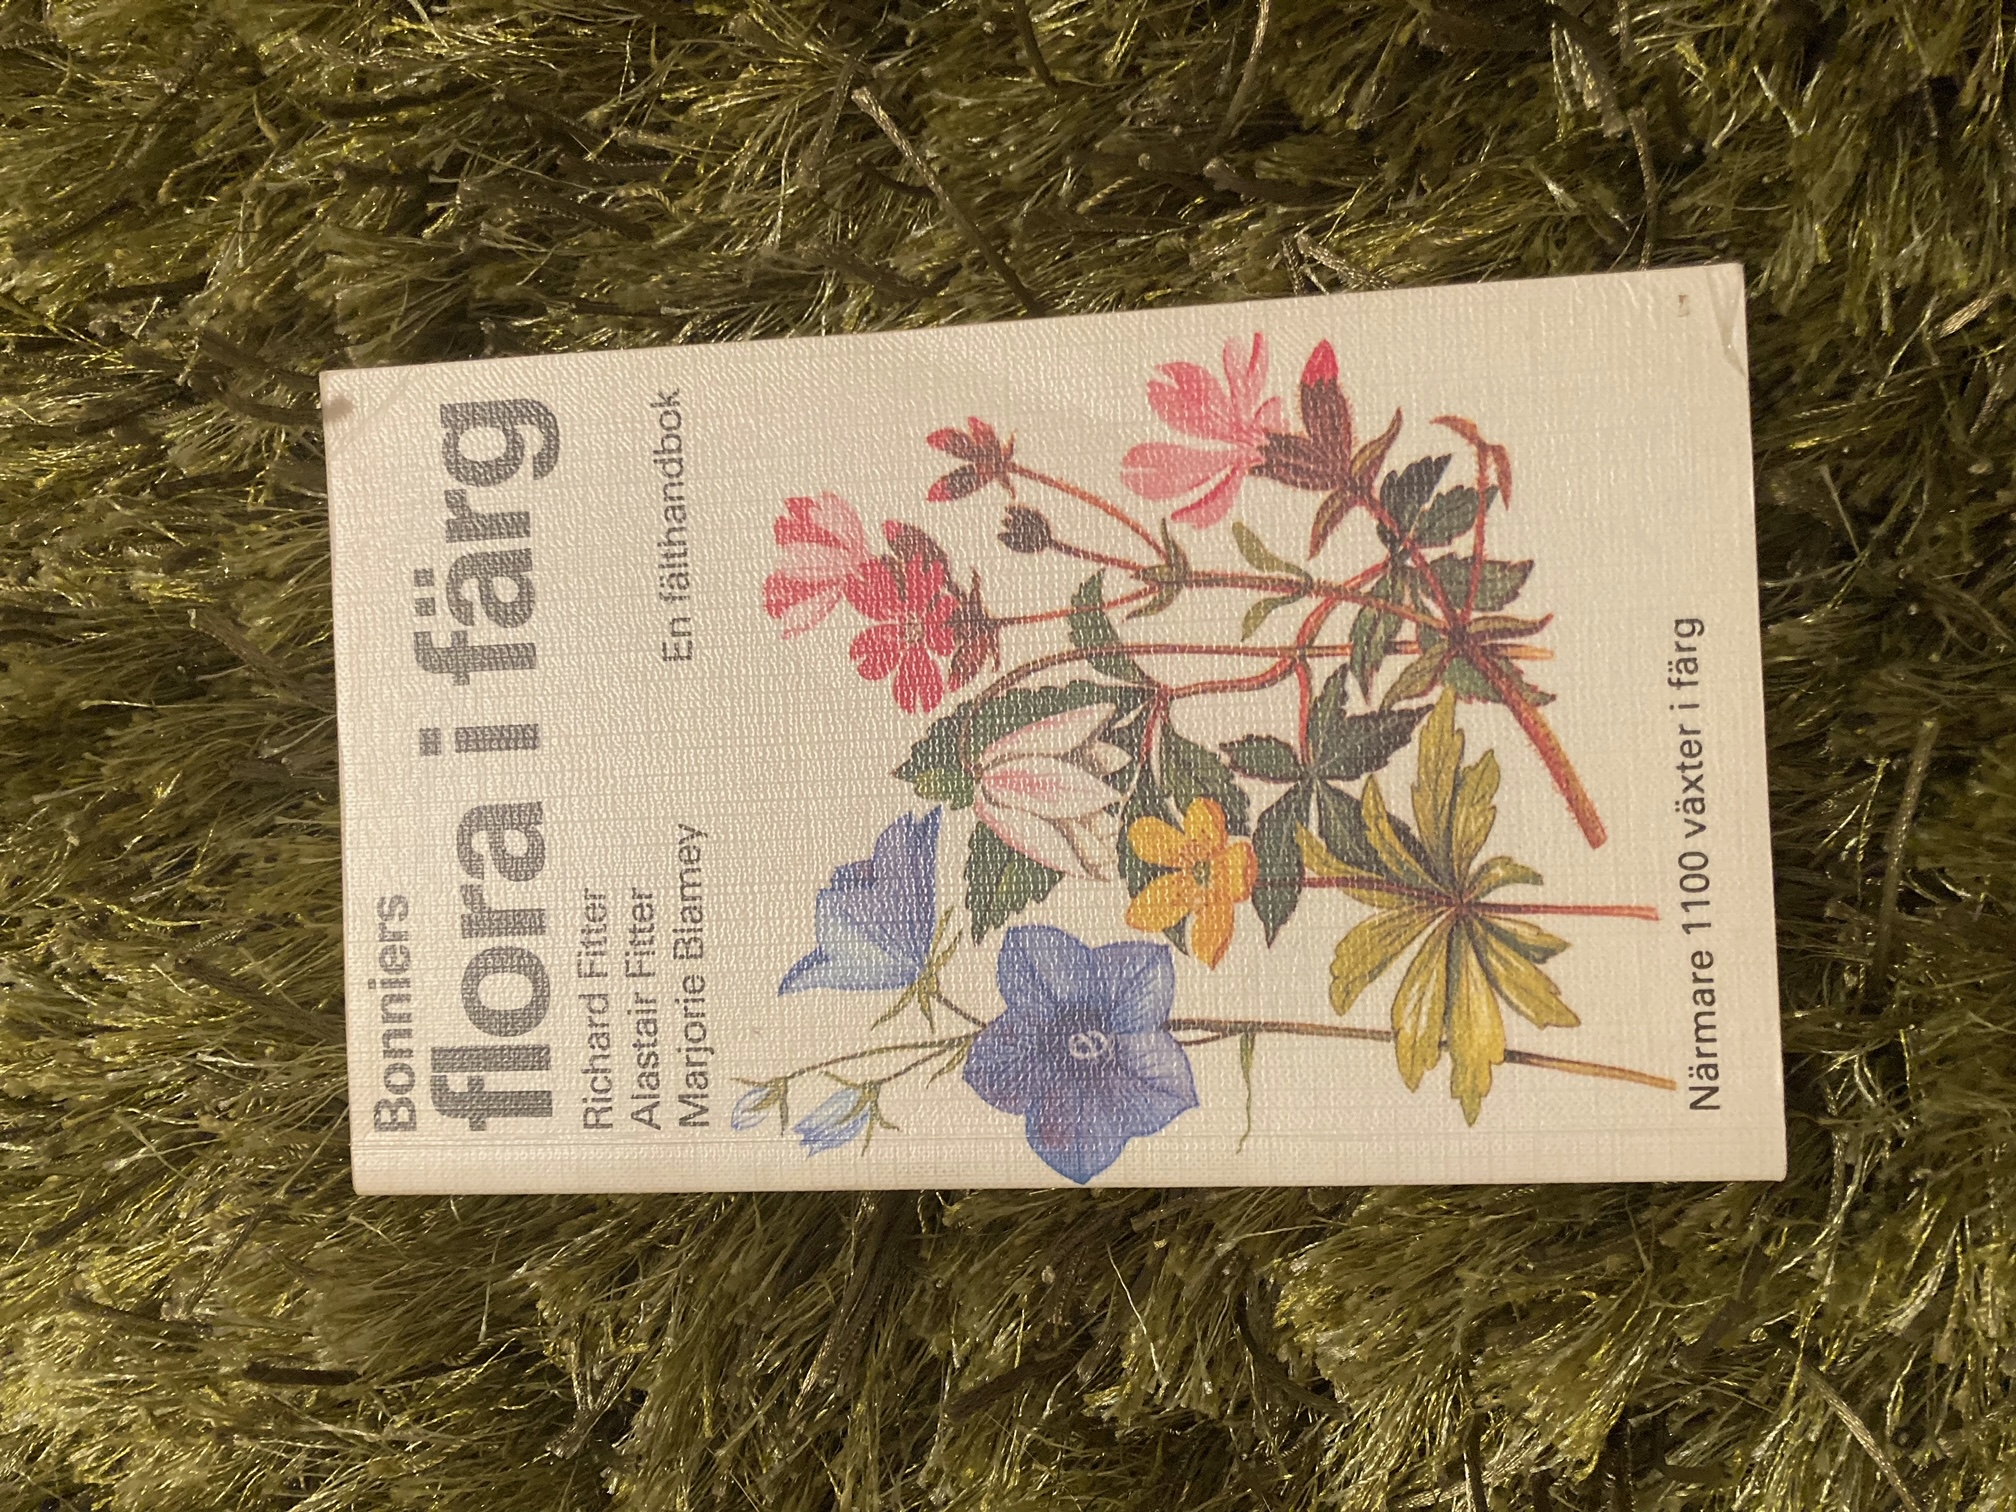 Bonniers
flora i färg
Richard Fitter
Alastair Fitter
Marjorie Blamey
En fälthandbok
Närmare 1100 växter i färg